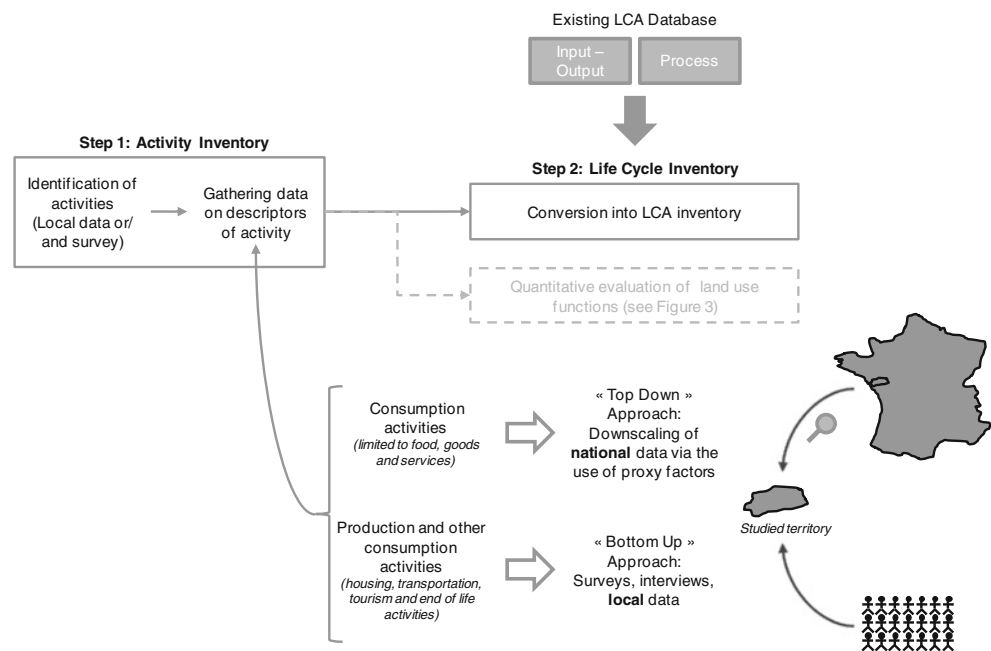 Existing LCA Database
Input –
Output
Process
Step 1: Activity Inventory
Identification of
activities
(Local data or/
and survey)
Gathering data
on descriptors
of activity
Step 2: Life Cycle Inventory
Conversion into LCA inventory
Quantitative evaluation of land use
functions (see Figure 3)
Consumption
activities
(limited to food, goods
and services)
« Top Down »
Approach:
Downscaling of
national data via the
use of proxy factors
Studied territory
Production and other
consumption
activities
(housing, transportation,
tourism and end of life
activities)
« Bottom Up »
Approach:
Surveys, interviews,
local data